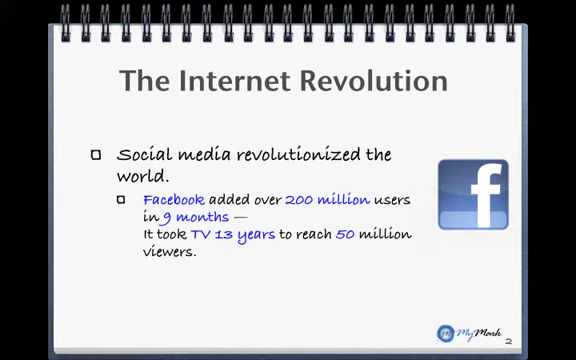 The Internet Revolution
Social media revolutionized the
world.
Facebook added over 200 million users
in 9 months —
It took TV 13 years to reach 50 million
viewers.
f
MyMark
2